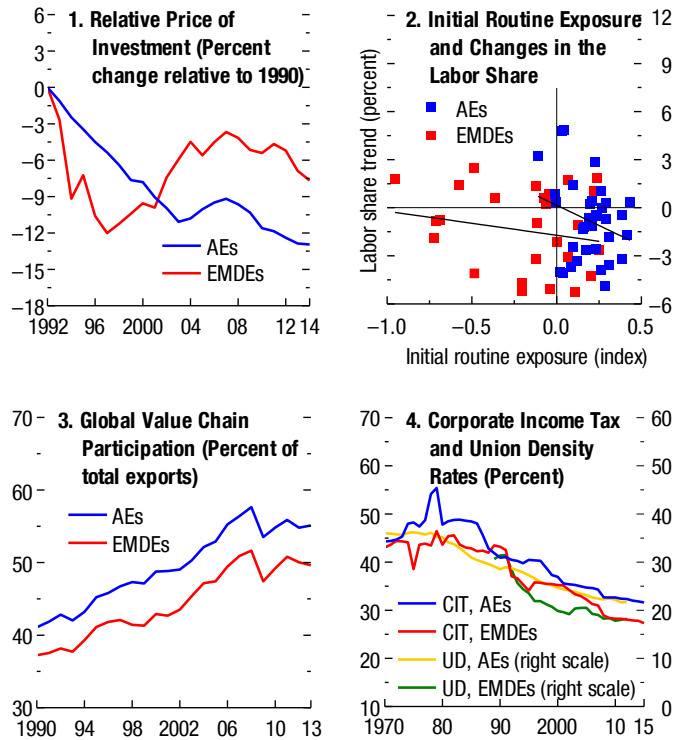 1. Relative Price of
Investment (Percent
change relative to 1990)
6
3
0
−3
−6
−9
−12
−15
−18
AEs
EMDEs
1992 96 2000 04 08 12 14
2. Initial Routine Exposure
and Changes in the
Labor Share
AEs
EMDEs
Labor share trend (percent)
12
9
6
3
0
−3
−6
−1.0 −0.5 0.0 0.5
Initial routine exposure (index)
3. Global Value Chain
Participation (Percent of
total exports)
70
60
50
40
30
AEs
EMDEs
1990 94 98 2002 06 10 13
4. Corporate Income Tax
and Union Density
Rates (Percent)
70
60
50
40
30
20
10
60
50
40
30
20
10
0
CIT, AEs
CIT, EMDEs
UD, AEs (right scale)
UD, EMDEs (right scale)
1970 80 90 2000 10 15